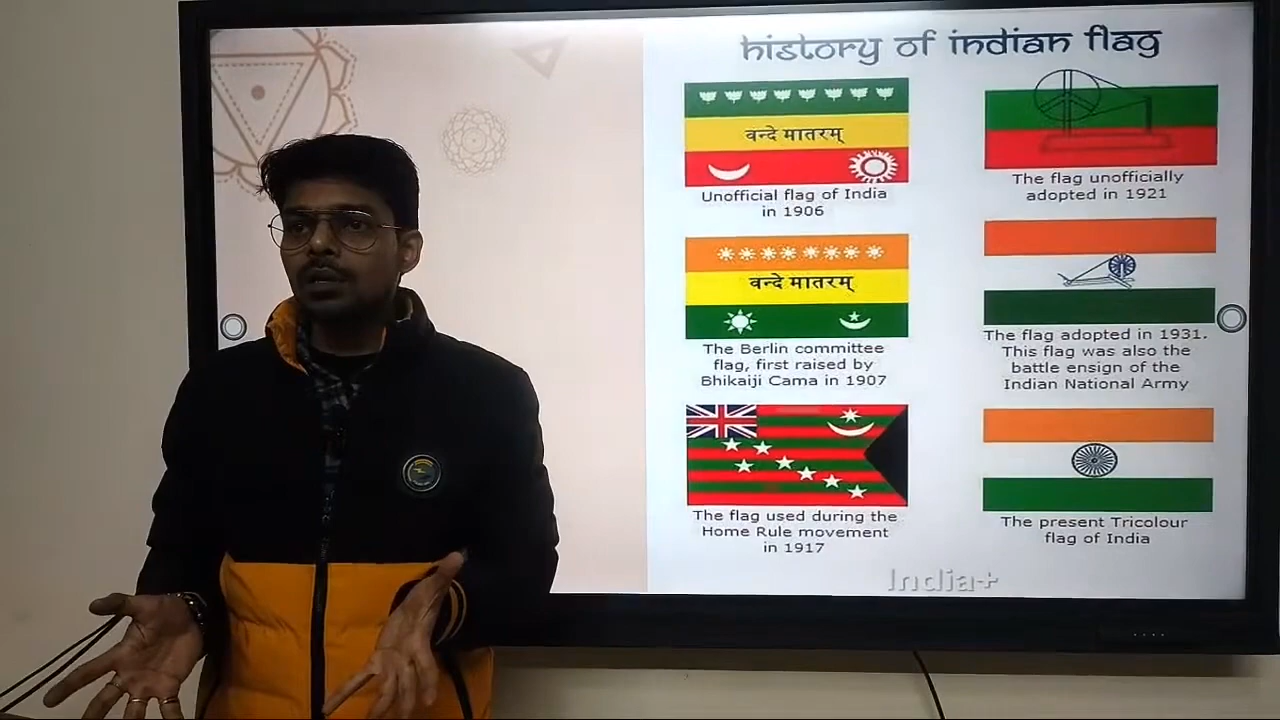 History of Indian Flag
वन्दे मातरम्
Unofficial flag of India
in 1906
वन्दे मातरम्
The Berlin committee
flag, first raised by
Bhikaiji Cama in 1907
The flag used during the
Home Rule movement
in 1917
The flag unofficially
adopted in 1921
The flag adopted in 1931.
This flag was also the
battle ensign of the
Indian National Army
The present Tricolour
flag of India
India+